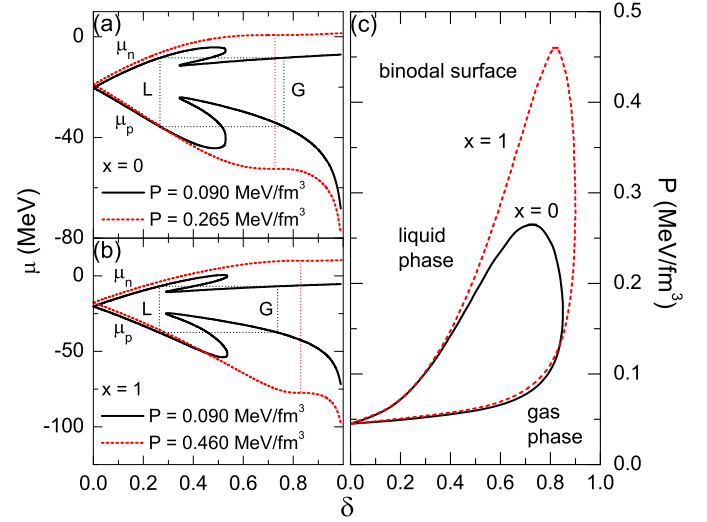 (a)
μn
L
G
μp
x = 0
P = 0.090 MeV/fm³
P = 0.265 MeV/fm³
0
-40
-80
μ (MeV)
(b)
μn
L
G
μp
x = 1
P = 0.090 MeV/fm³
P = 0.460 MeV/fm³
0
-50
-100
0.0 0.2 0.4 0.6 0.8
δ
(c)
binodal surface
x = 1
x = 0
liquid
phase
gas
phase
0.5
0.4
0.3
0.2
0.1
0.0
P (MeV/fm³)
0.0 0.2 0.4 0.6 0.8 1.0